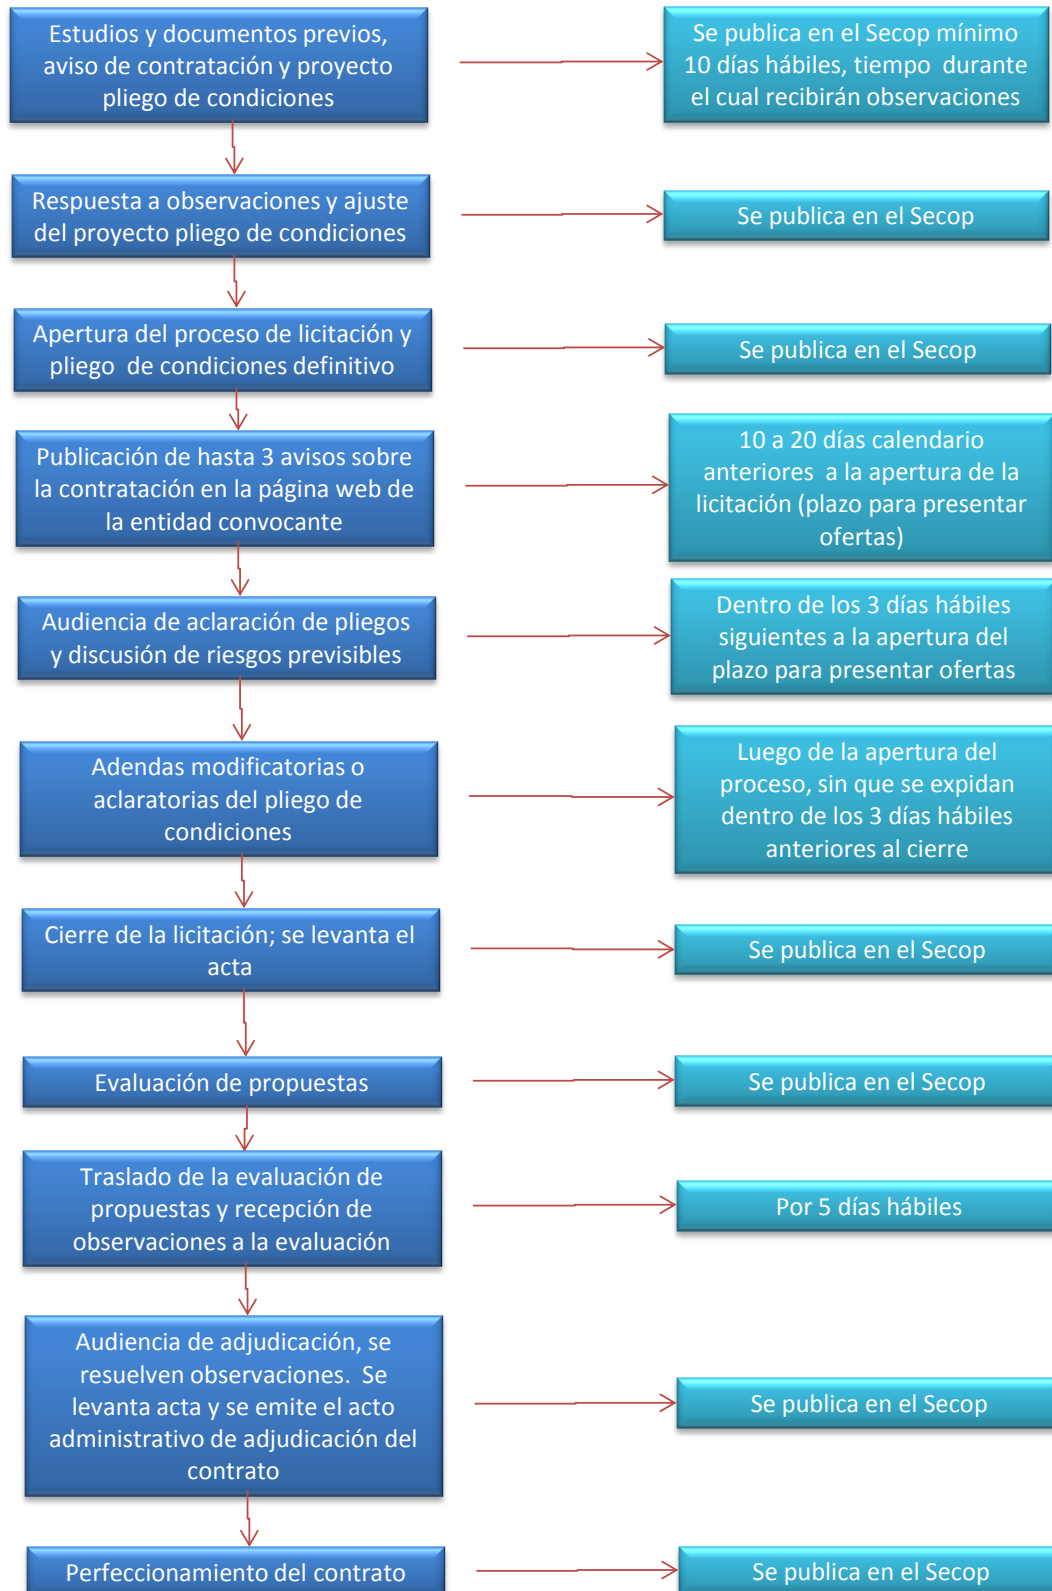 Estudios y documentos previos,
aviso de contratación y proyecto
pliego de condiciones
Se publica en el Secop mínimo
10 días hábiles, tiempo durante
el cual recibirán observaciones
Respuesta a observaciones y ajuste
del proyecto pliego de condiciones
Se publica en el Secop
Apertura del proceso de licitación y
pliego de condiciones definitivo
Se publica en el Secop
Publicación de hasta 3 avisos sobre
la contratación en la página web de
la entidad convocante
10 a 20 días calendario
anteriores a la apertura de la
licitación (plazo para presentar
ofertas)
Audiencia de aclaración de pliegos
y discusión de riesgos previsibles
Dentro de los 3 días hábiles
siguientes a la apertura del
plazo para presentar ofertas
Adendas modificatorias o
aclaratorias del pliego de
condiciones
Luego de la apertura del
proceso, sin que se expidan
dentro de los 3 días hábiles
anteriores al cierre
Cierre de la licitación; se levanta el
acta
Se publica en el Secop
Evaluación de propuestas
Se publica en el Secop
Traslado de la evaluación de
propuestas y recepción de
observaciones a la evaluación
Por 5 días hábiles
Audiencia de adjudicación, se
resuelven observaciones. Se
levanta acta y se emite el acto
administrativo de adjudicación del
contrato
Se publica en el Secop
Perfeccionamiento del contrato
Se publica en el Secop